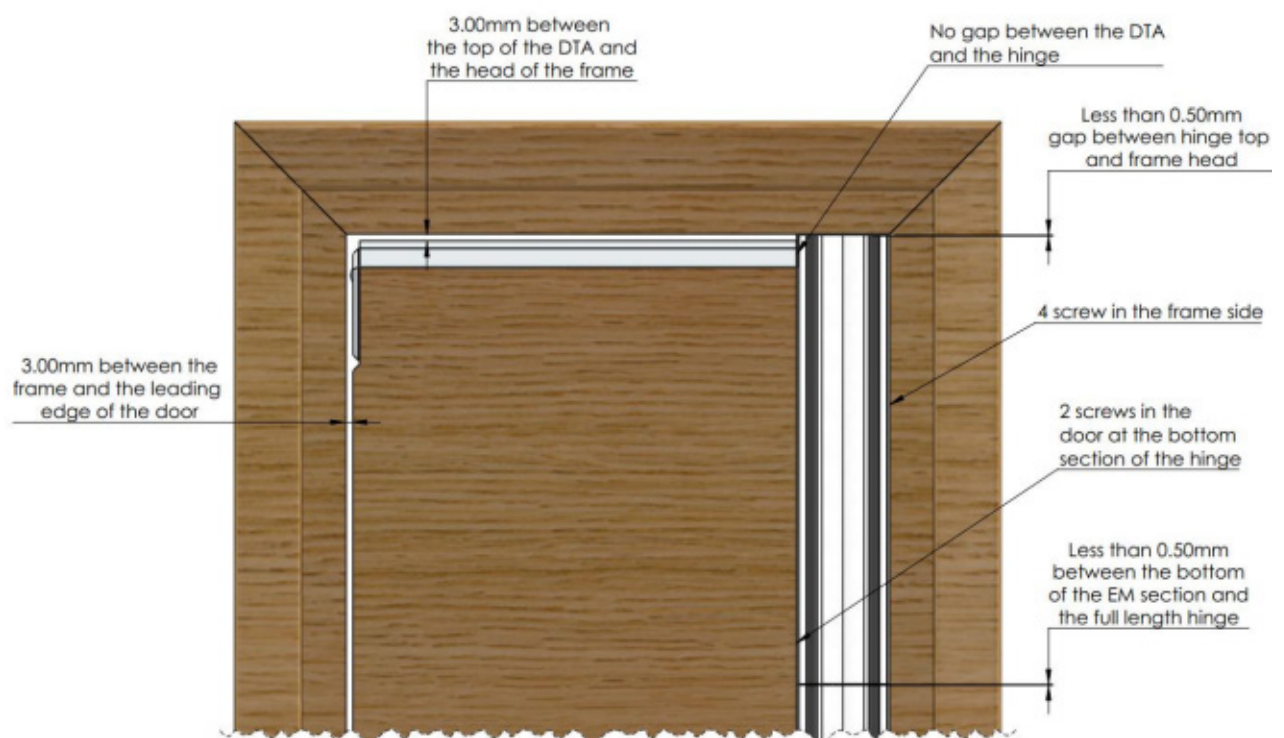 3.00mm between
the top of the DTA and
the head of the frame
No gap between the DTA
and the hinge
Less than 0.50mm
gap between hinge top
and frame head
4 screw in the frame side
3.00mm between the
frame and the leading
edge of the door
2 screws in the
door at the bottom
section of the hinge
Less than 0.50mm
between the bottom
of the EM section and
the full length hinge